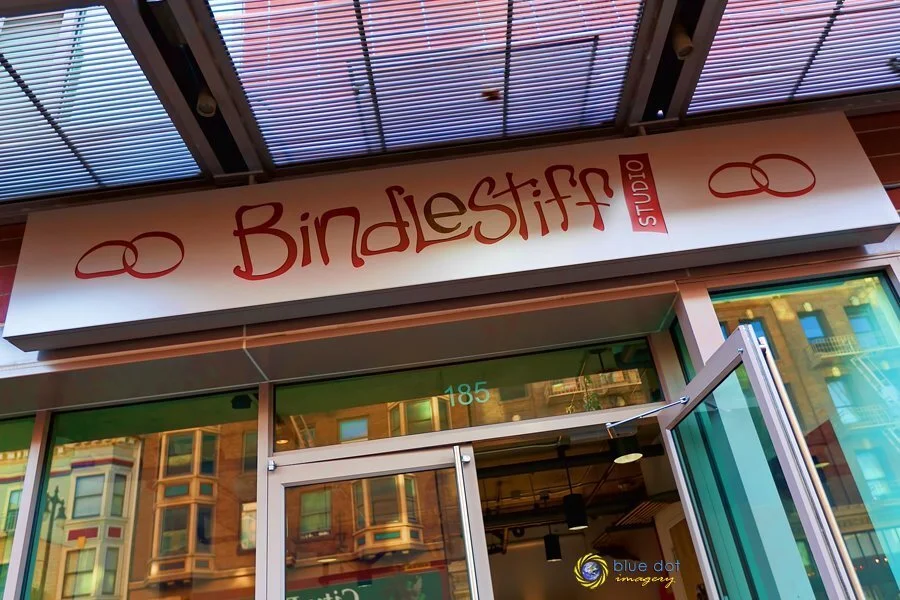 Bindlestiff
STUDIO
185
blue dot
imagery